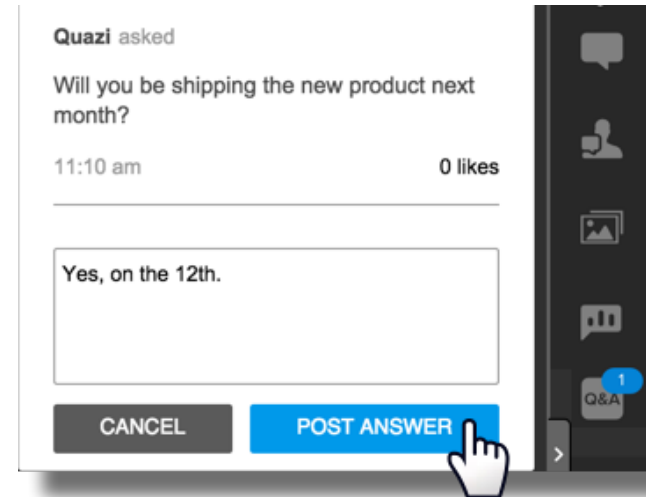 Quazi asked
Will you be shipping the new product next
month?
11:10 am 0 likes
Yes, on the 12th.
CANCEL POST ANSWER
1
Q&A